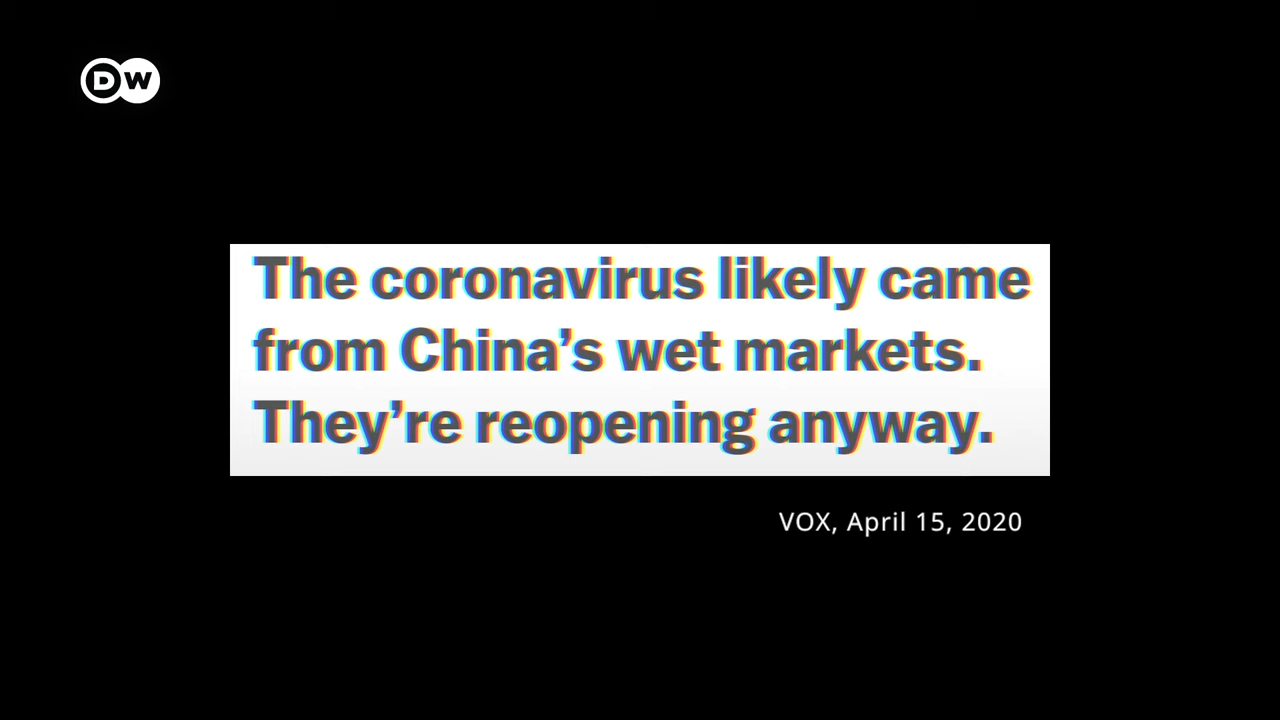 DW
The coronavirus likely came
from China’s wet markets.
They’re reopening anyway.
VOX, April 15, 2020